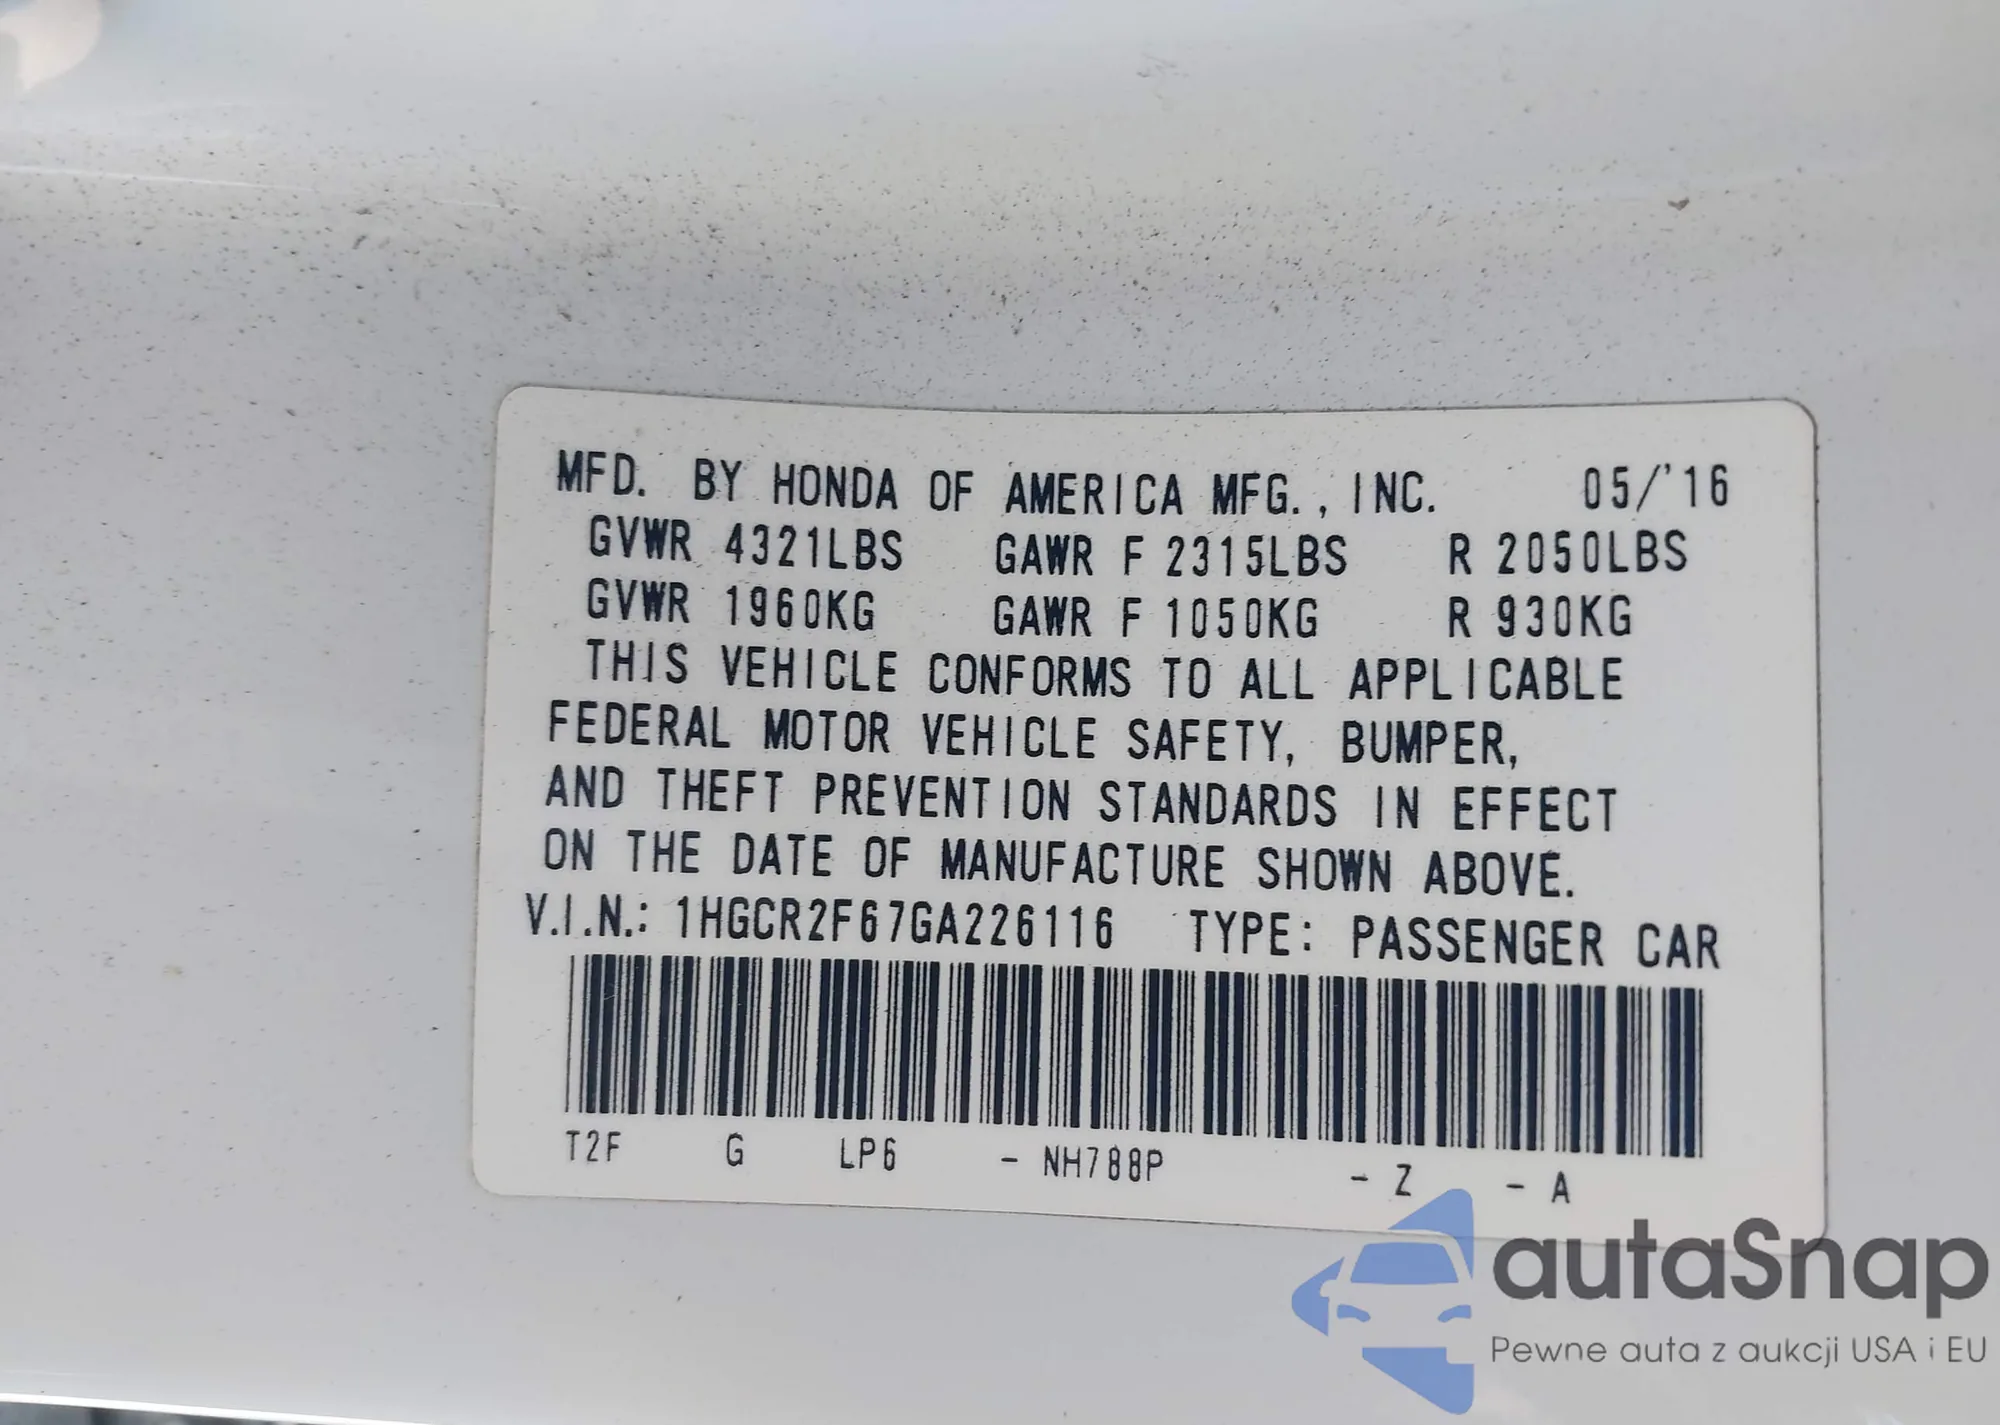 MFD. BY HONDA OF AMERICA MFG., INC. 05/'16
GVWR 4321LBS GAWR F 2315LBS R 2050LBS
GVWR 1960KG GAWR F 1050KG R 930KG
THIS VEHICLE CONFORMS TO ALL APPLICABLE
FEDERAL MOTOR VEHICLE SAFETY, BUMPER,
AND THEFT PREVENTION STANDARDS IN EFFECT
ON THE DATE OF MANUFACTURE SHOWN ABOVE.
V.I.N.: 1HGCR2F67GA226116 TYPE: PASSENGER CAR
T2F G LP6 - NH788P - Z - A
autaSnap
Pewne auta z aukcji USA i EU